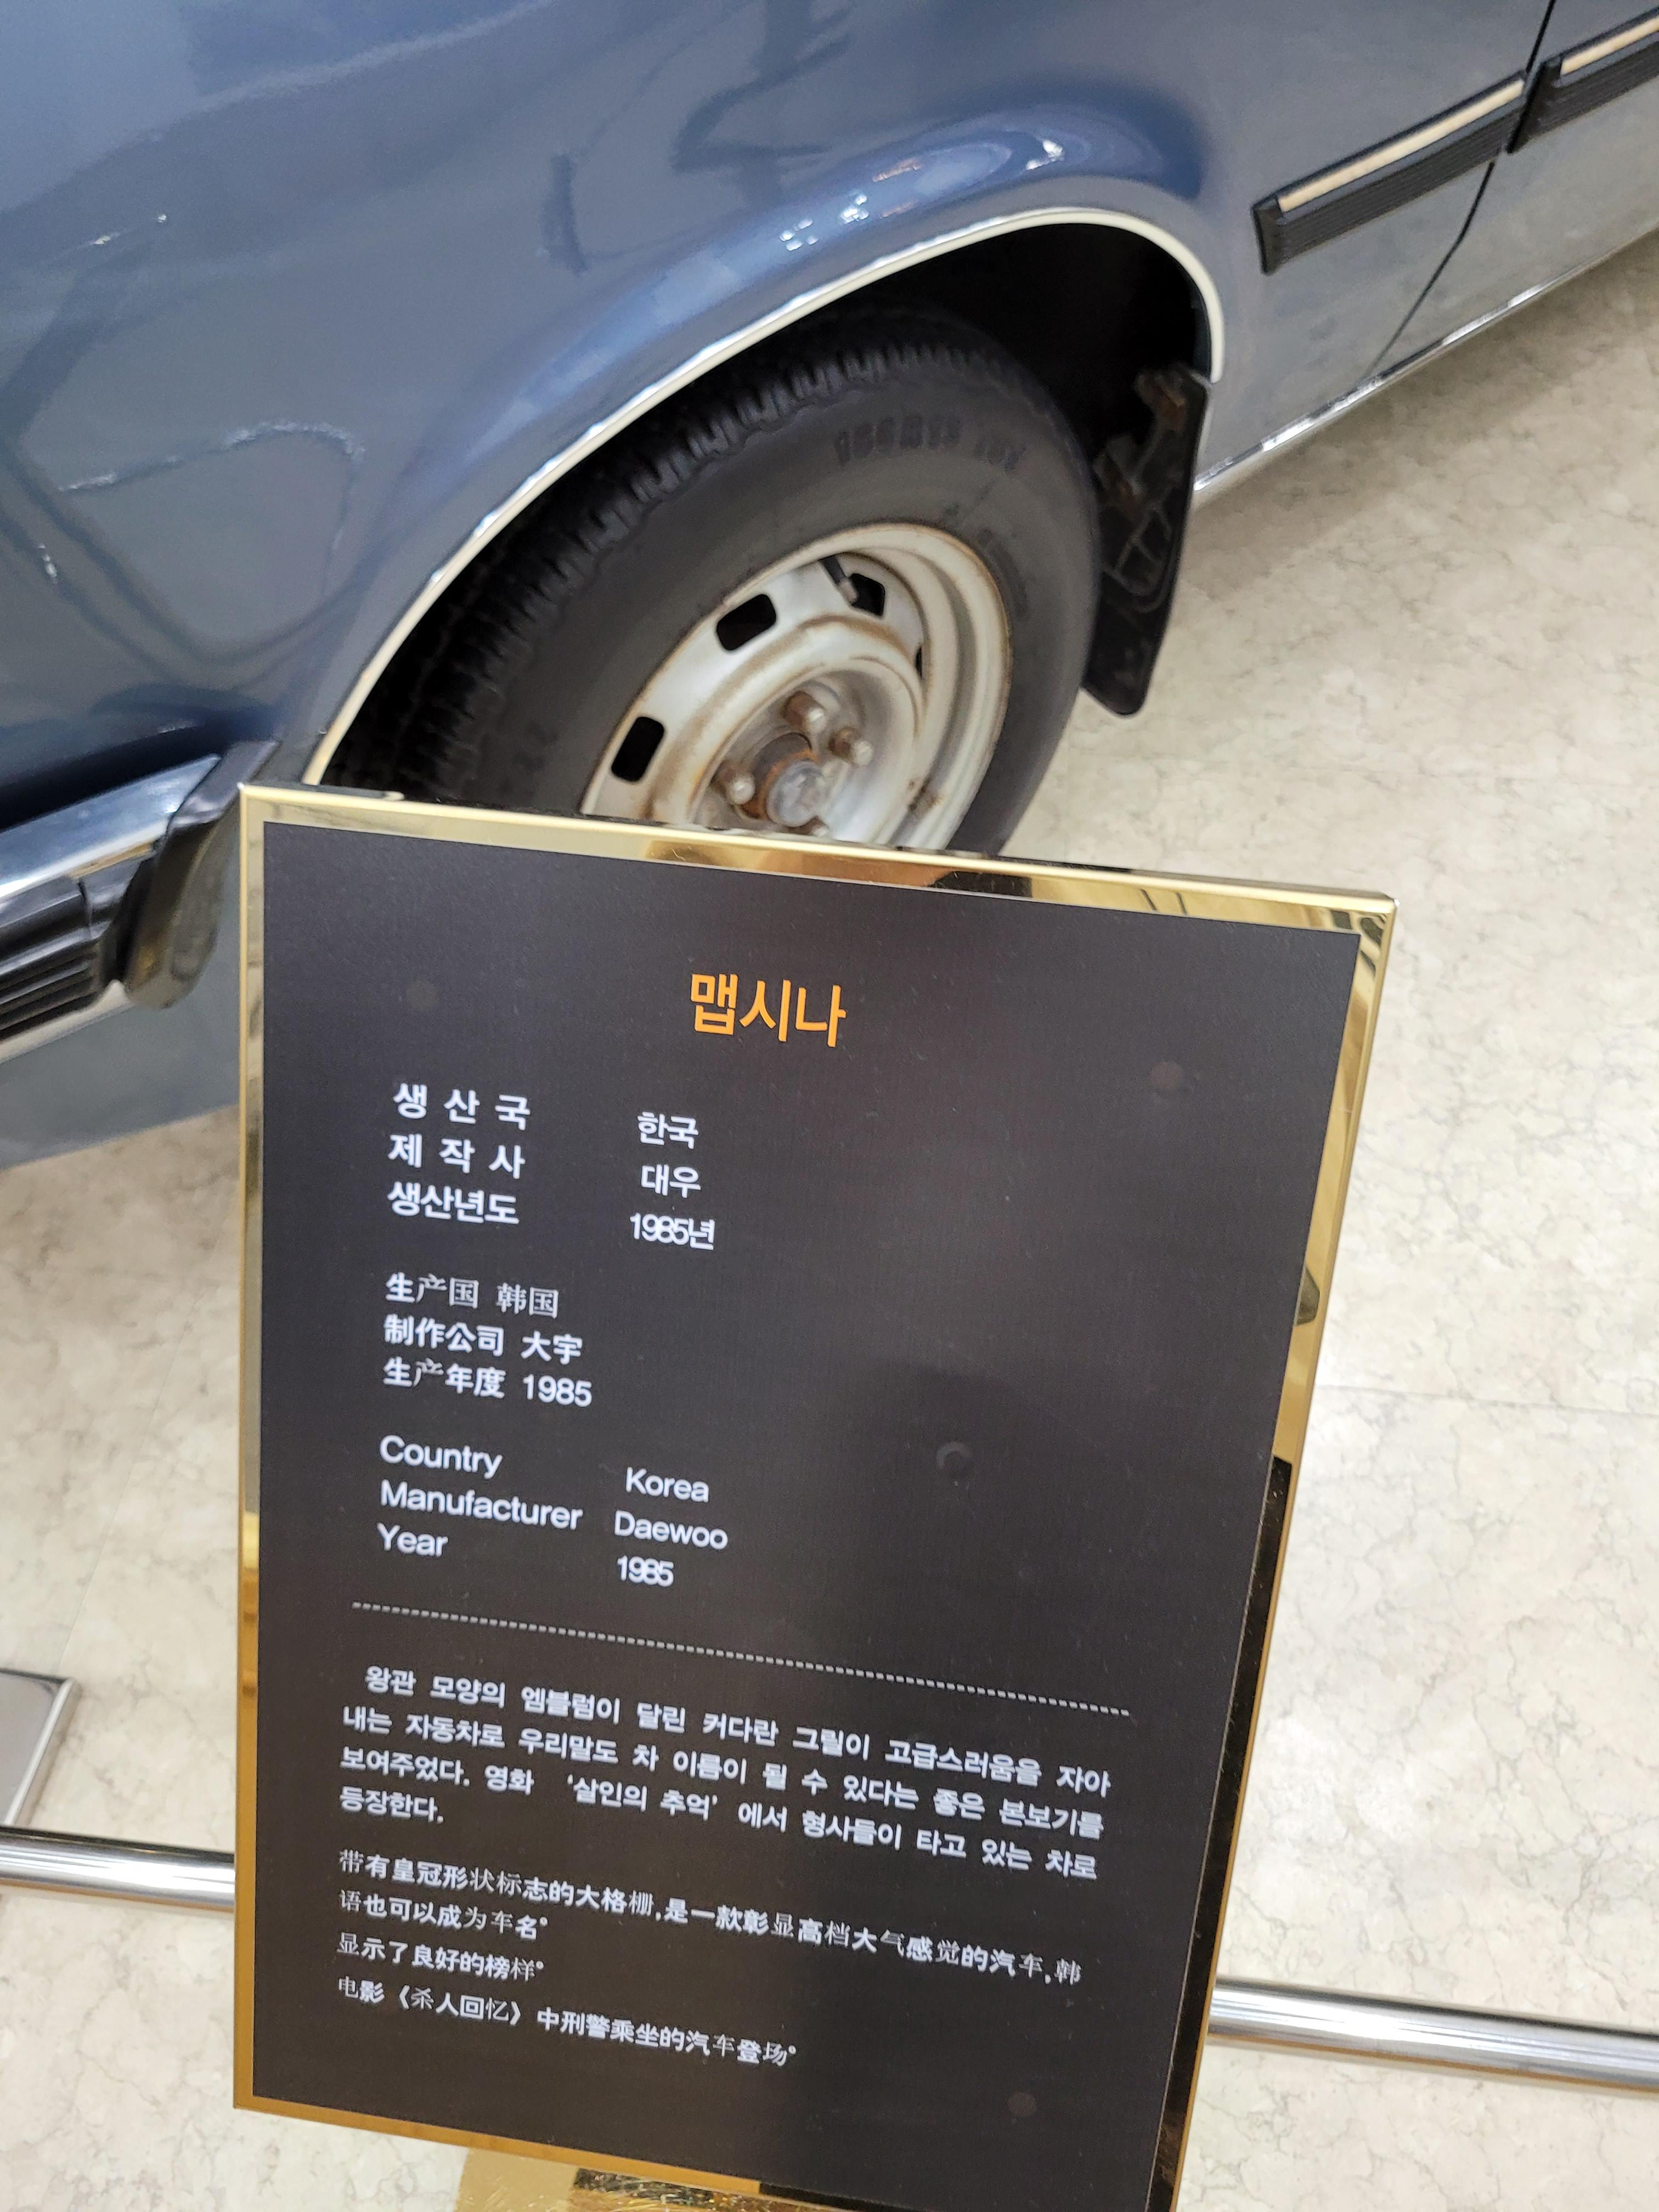 맵시나
생 산 국 한국
제 작 사 대우
생산년도 1985년
生产国 韩国
制作公司 大宇
生产年度 1985
Country Korea
Manufacturer Daewoo
Year 1985
왕관 모양의 엠블럼이 달린 커다란 그릴이 고급스러움을 자아
내는 자동차로 우리말도 차 이름이 될 수 있다는 좋은 본보기를
보여주었다. 영화 '살인의 추억' 에서 형사들이 타고 있는 차로
등장한다.
带有皇冠形状标志的大格栅,是一款彰显高档大气感觉的汽车,韩
语也可以成为车名。
显示了良好的榜样。
电影《杀人回忆》中刑警乘坐的汽车登场。